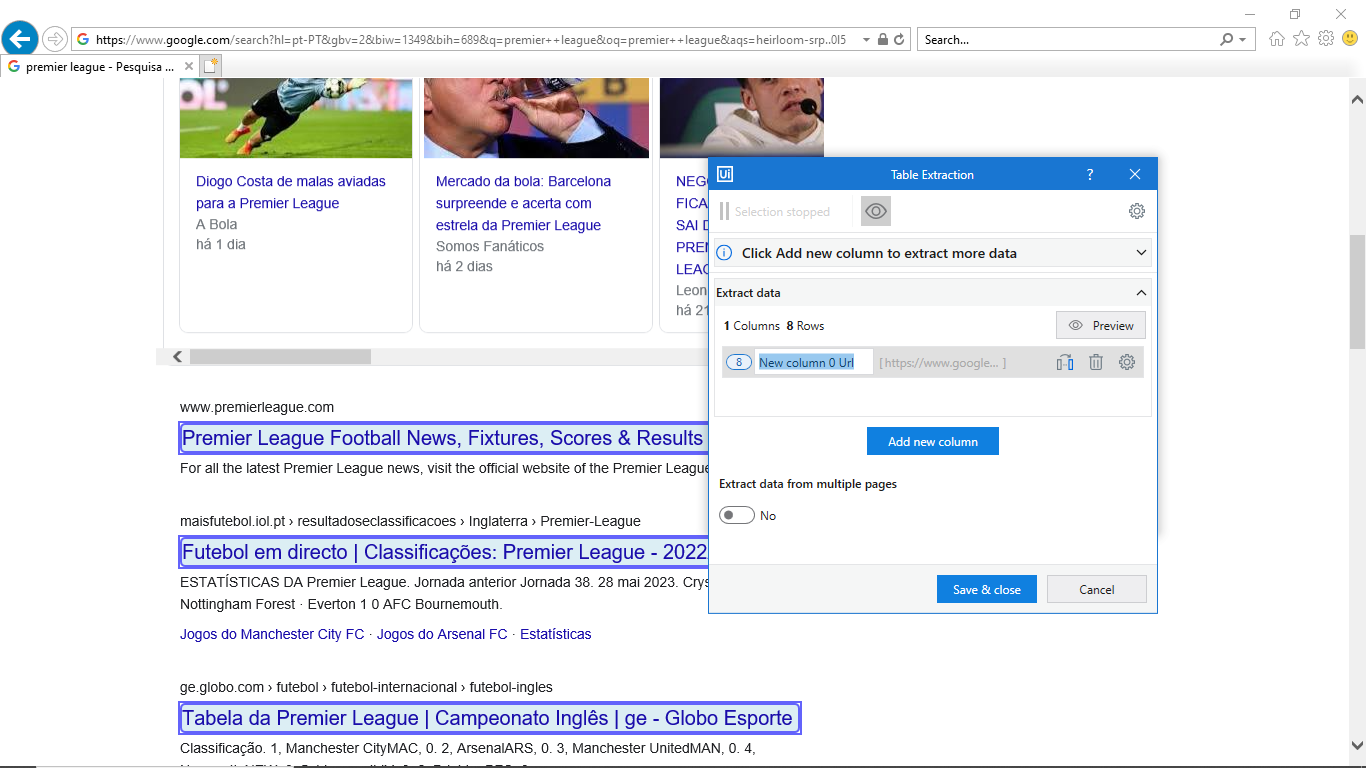 https://www.google.com/search?hl=pt-PT&gbv=2&biw=1349&bih=689&q=premier++league&oq=premier++league&aqs=heirloom-srp..0l5
Search...
premier league - Pesquisa ...
Diogo Costa de malas aviadas
para a Premier League
A Bola
há 1 dia
Mercado da bola: Barcelona
surpreende e acerta com
estrela da Premier League
Somos Fanáticos
há 2 dias
NEGO
FICA
SAI D
PREM
LEAG
Leon
há 21
Ui
Table Extraction
?
Selection stopped
Click Add new column to extract more data
Extract data
1 Columns 8 Rows
Preview
8
New column 0 Url
[ https://www.google... ]
Add new column
Extract data from multiple pages
No
Save & close
Cancel
www.premierleague.com
Premier League Football News, Fixtures, Scores & Results
For all the latest Premier League news, visit the official website of the Premier League
maisfutebol.iol.pt › resultadoseclassificacoes › Inglaterra › Premier-League
Futebol em directo | Classificações: Premier League - 2022
ESTATÍSTICAS DA Premier League. Jornada anterior Jornada 38. 28 mai 2023. Crys
Nottingham Forest · Everton 1 0 AFC Bournemouth.
Jogos do Manchester City FC · Jogos do Arsenal FC · Estatísticas
ge.globo.com › futebol › futebol-internacional › futebol-ingles
Tabela da Premier League | Campeonato Inglês | ge - Globo Esporte
Classificação. 1, Manchester CityMAC, 0. 2, ArsenalARS, 0. 3, Manchester UnitedMAN, 0. 4,